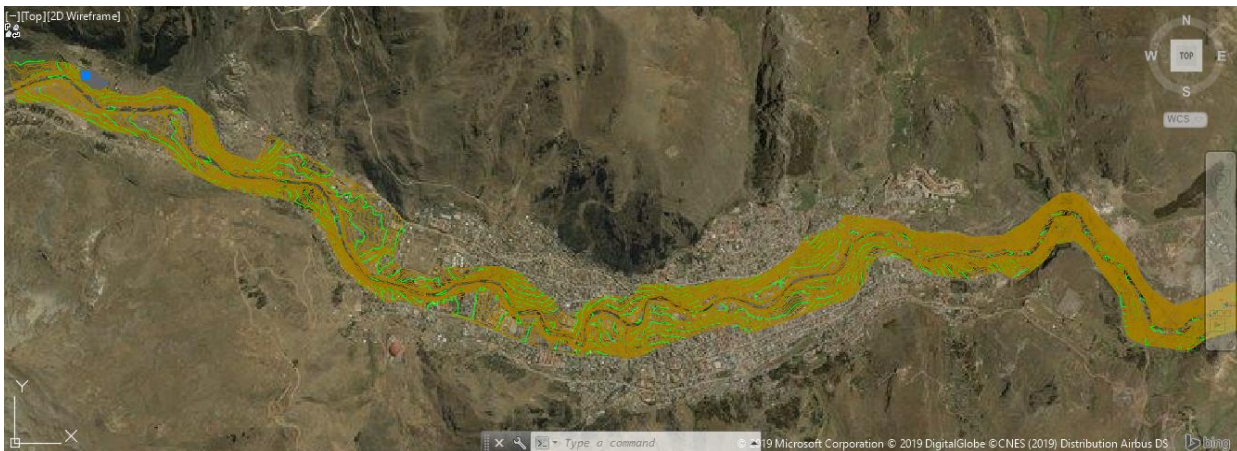 [−][Top][2D Wireframe]
N
W
TOP
E
S
WCS
Y
X
Type a command
© 2019 Microsoft Corporation © 2019 DigitalGlobe © CNES (2019) Distribution Airbus DS
bing